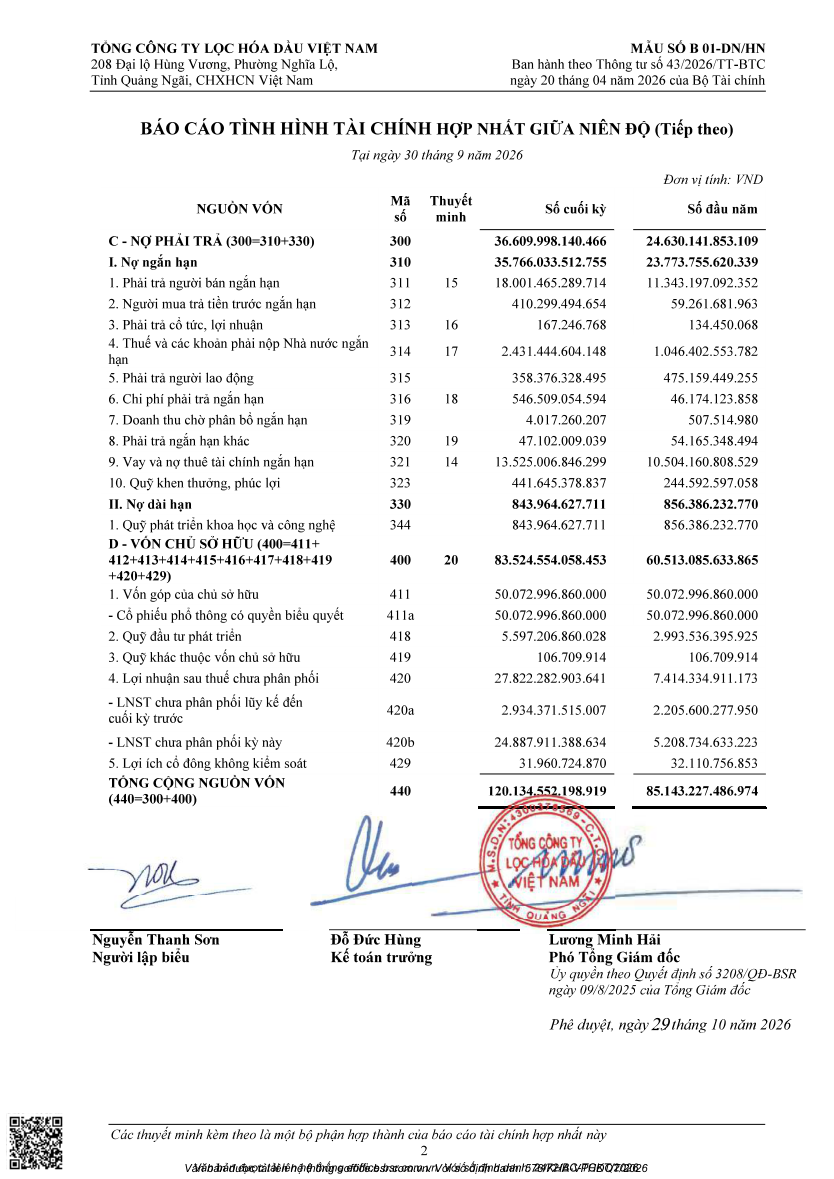 TỔNG CÔNG TY LỌC HÓA DẦU VIỆT NAM
MẪU SỐ B 01-DN/HN
208 Đại lộ Hùng Vương, Phường Nghĩa Lộ,
Ban hành theo Thông tư số 43/2026/TT-BTC
Tỉnh Quảng Ngãi, CHXHCN Việt Nam
ngày 20 tháng 04 năm 2026 của Bộ Tài chính
BÁO CÁO TÌNH HÌNH TÀI CHÍNH HỢP NHẤT GIỮA NIÊN ĐỘ (Tiếp theo)
Tại ngày 30 tháng 9 năm 2026
Đơn vị tính: VND
NGUỒN VỐN Mã số Thuyết minh Số cuối kỳ Số đầu năm
C - NỢ PHẢI TRẢ (300=310+330) 300 36.609.998.140.466 24.630.141.853.109
I. Nợ ngắn hạn 310 35.766.033.512.755 23.773.755.620.339
1. Phải trả người bán ngắn hạn 311 15 18.001.465.289.714 11.343.197.092.352
2. Người mua trả tiền trước ngắn hạn 312 410.299.494.654 59.261.681.963
3. Phải trả cổ tức, lợi nhuận 313 16 167.246.768 134.450.068
4. Thuế và các khoản phải nộp Nhà nước ngắn
hạn 314 17 2.431.444.604.148 1.046.402.553.782
5. Phải trả người lao động 315 358.376.328.495 475.159.449.255
6. Chi phí phải trả ngắn hạn 316 18 546.509.054.594 46.174.123.858
7. Doanh thu chờ phân bổ ngắn hạn 319 4.017.260.207 507.514.980
8. Phải trả ngắn hạn khác 320 19 47.102.009.039 54.165.348.494
9. Vay và nợ thuê tài chính ngắn hạn 321 14 13.525.006.846.299 10.504.160.808.529
10. Quỹ khen thưởng, phúc lợi 323 441.645.378.837 244.592.597.058
II. Nợ dài hạn 330 843.964.627.711 856.386.232.770
1. Quỹ phát triển khoa học và công nghệ 344 843.964.627.711 856.386.232.770
D - VỐN CHỦ SỞ HỮU (400=411+
412+413+414+415+416+417+418+419 400 20 83.524.554.058.453 60.513.085.633.865
+420+429)
1. Vốn góp của chủ sở hữu 411 50.072.996.860.000 50.072.996.860.000
- Cổ phiếu phổ thông có quyền biểu quyết 411a 50.072.996.860.000 50.072.996.860.000
2. Quỹ đầu tư phát triển 418 5.597.206.860.028 2.993.536.395.925
3. Quỹ khác thuộc vốn chủ sở hữu 419 106.709.914 106.709.914
4. Lợi nhuận sau thuế chưa phân phối 420 27.822.282.903.641 7.414.334.911.173
- LNST chưa phân phối lũy kế đến
cuối kỳ trước 420a 2.934.371.515.007 2.205.600.277.950
- LNST chưa phân phối kỳ này 420b 24.887.911.388.634 5.208.734.633.223
5. Lợi ích cổ đông không kiểm soát 429 31.960.724.870 32.110.756.853
TỔNG CỘNG NGUỒN VỐN
(440=300+400) 440 120.134.552.198.919 85.143.227.486.974
M.S.D.N: 4300378569-C.T.C.P
TỔNG CÔNG TY
LỌC HÓA DẦU
VIỆT NAM
TỈNH QUẢNG NGÃI
Nguyễn Thanh Sơn
Đỗ Đức Hùng
Lương Minh Hải
Người lập biểu
Kế toán trưởng
Phó Tổng Giám đốc
Ủy quyền theo Quyết định số 3208/QĐ-BSR
ngày 09/8/2025 của Tổng Giám đốc
Phê duyệt, ngày 29 tháng 10 năm 2026
Các thuyết minh kèm theo là một bộ phận hợp thành của báo cáo tài chính hợp nhất này
2